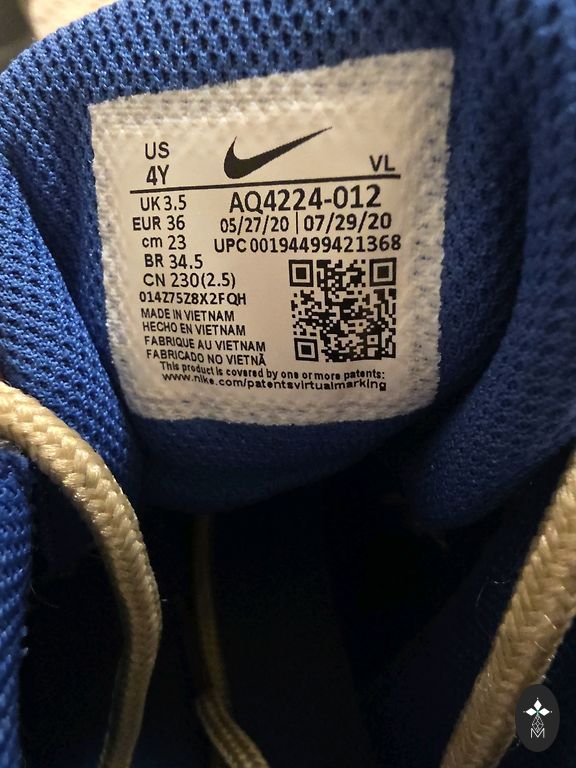 US
4Y
VL
UK 3.5
AQ4224-012
EUR 36
05/27/20 | 07/29/20
cm 23
UPC 00194499421368
BR 34.5
CN 230(2.5)
014Z75Z8X2FQH
MADE IN VIETNAM
HECHO EN VIETNAM
FABRIQUE AU VIETNAM
FABRICADO NO VIETNÃ
This product is covered by one or more patents:
www.nike.com/patentsvirtualmarking
M